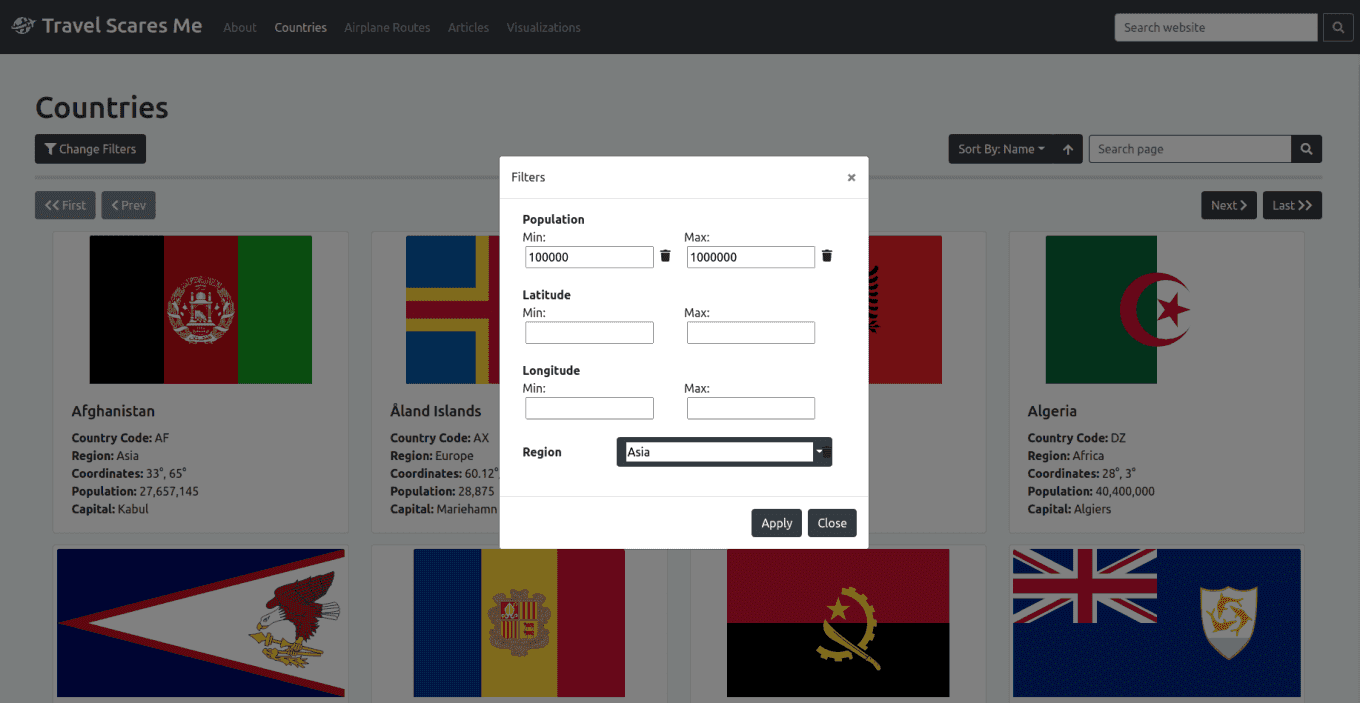 Travel Scares Me About Countries Airplane Routes Articles Visualizations Search website
Countries
Change Filters Sort By: Name Search page
First Prev Next Last
Filters ×
Population
Min: Max:
100000 1000000
Latitude
Min: Max:
Longitude
Min: Max:
Region Asia
Apply Close
Afghanistan
Country Code: AF
Region: Asia
Coordinates: 33°, 65°
Population: 27,657,145
Capital: Kabul
Åland Islands
Country Code: AX
Region: Europe
Coordinates: 60.12°
Population: 28,875
Capital: Mariehamn
Algeria
Country Code: DZ
Region: Africa
Coordinates: 28°, 3°
Population: 40,400,000
Capital: Algiers